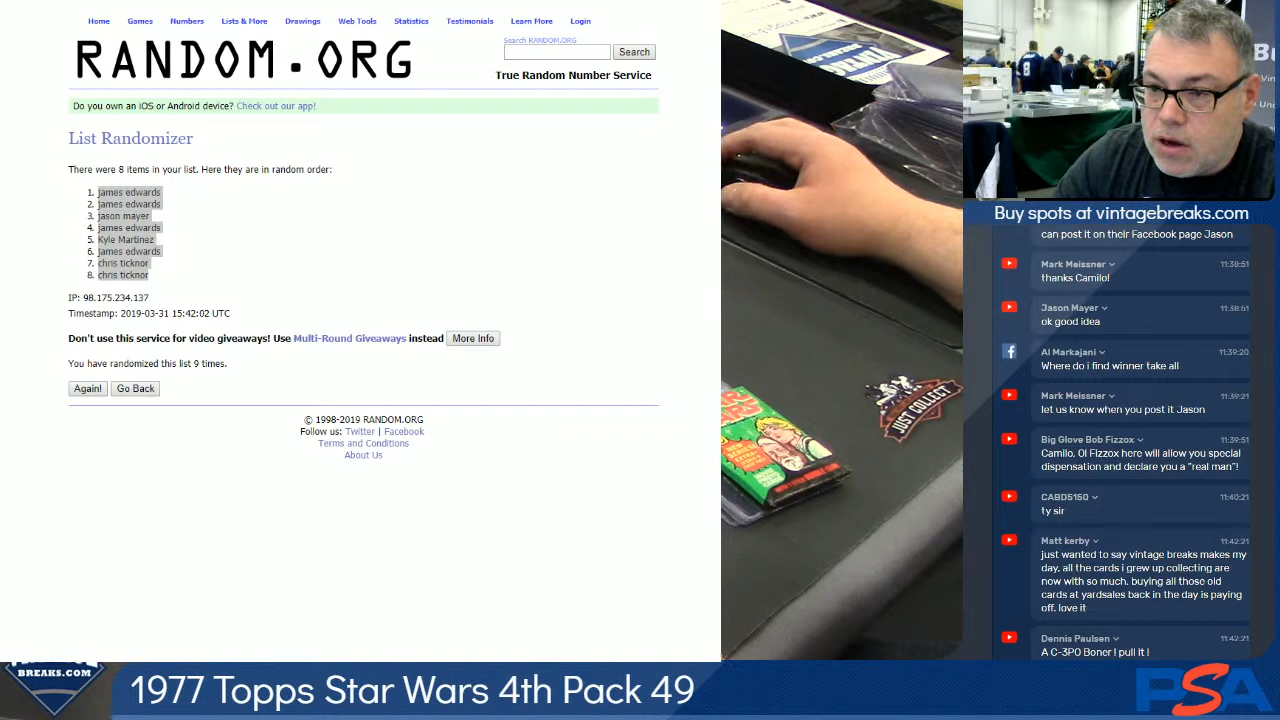 Home Games Numbers Lists & More Drawings Web Tools Statistics Testimonials Learn More Login
RANDOM.ORG
Search RANDOM.ORG
Search
True Random Number Service
Do you own an iOS or Android device? Check out our app!
List Randomizer
There were 8 items in your list. Here they are in random order:
1. james edwards
2. james edwards
3. jason mayer
4. james edwards
5. Kyle Martinez
6. james edwards
7. chris ticknor
8. chris ticknor
IP: 98.175.234.137
Timestamp: 2019-03-31 15:42:02 UTC
Don't use this service for video giveaways! Use Multi-Round Giveaways instead More Info
You have randomized this list 9 times.
Again! Go Back
© 1998-2019 RANDOM.ORG
Follow us: Twitter | Facebook
Terms and Conditions
About Us
JUST COLLECT
Buy spots at vintagebreaks.com
can post it on their Facebook page Jason
Mark Meissner 11:38:51
thanks Camilo!
Jason Mayer 11:38:51
ok good idea
Al Markajani 11:39:20
Where do i find winner take all
Mark Meissner 11:39:21
let us know when you post it Jason
Big Glove Bob Fizzox 11:39:51
Camilo, Ol Fizzox here will allow you special
dispensation and declare you a "real man"!
CABD5150 11:40:21
ty sir
Matt kerby 11:42:21
just wanted to say vintage breaks makes my
day, all the cards i grew up collecting are
now with so much. buying all those old
cards at yardsales back in the day is paying
off. love it
Dennis Paulsen 11:42:21
A C-3PO Boner ! pull it !
BREAKS.COM
1977 Topps Star Wars 4th Pack 49
PSA